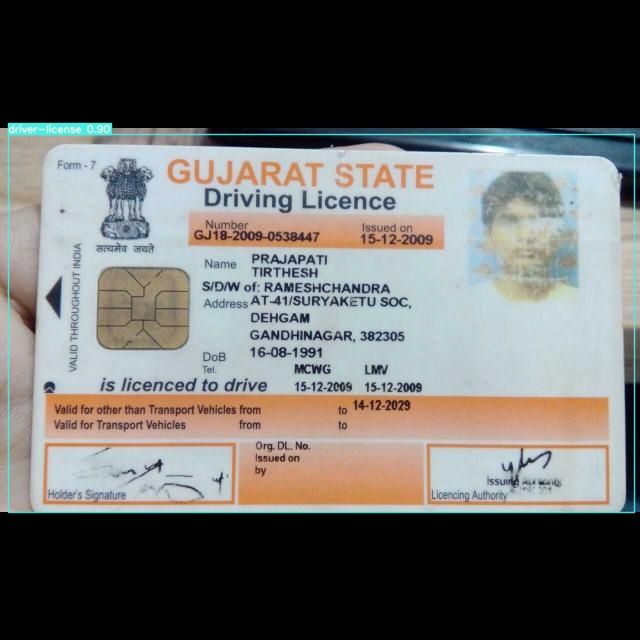 driver-license 0.90
Form - 7
GUJARAT STATE
Driving Licence
सत्यमेव जयते
Number
Issued on
GJ18-2009-0538447
15-12-2009
VALID THROUGHOUT INDIA
Name PRAJAPATI
TIRTHESH
S/D/W of: RAMESHCHANDRA
Address AT-41/SURYAKETU SOC,
DEHGAM
GANDHINAGAR, 382305
DoB 16-08-1991
Tel.
MCWG LMV
is licenced to drive 15-12-2009 15-12-2009
Valid for other than Transport Vehicles from to 14-12-2029
Valid for Transport Vehicles from to
Org. DL. No.
Issued on
by
Holder's Signature
Issuing Authority
Licencing Authority